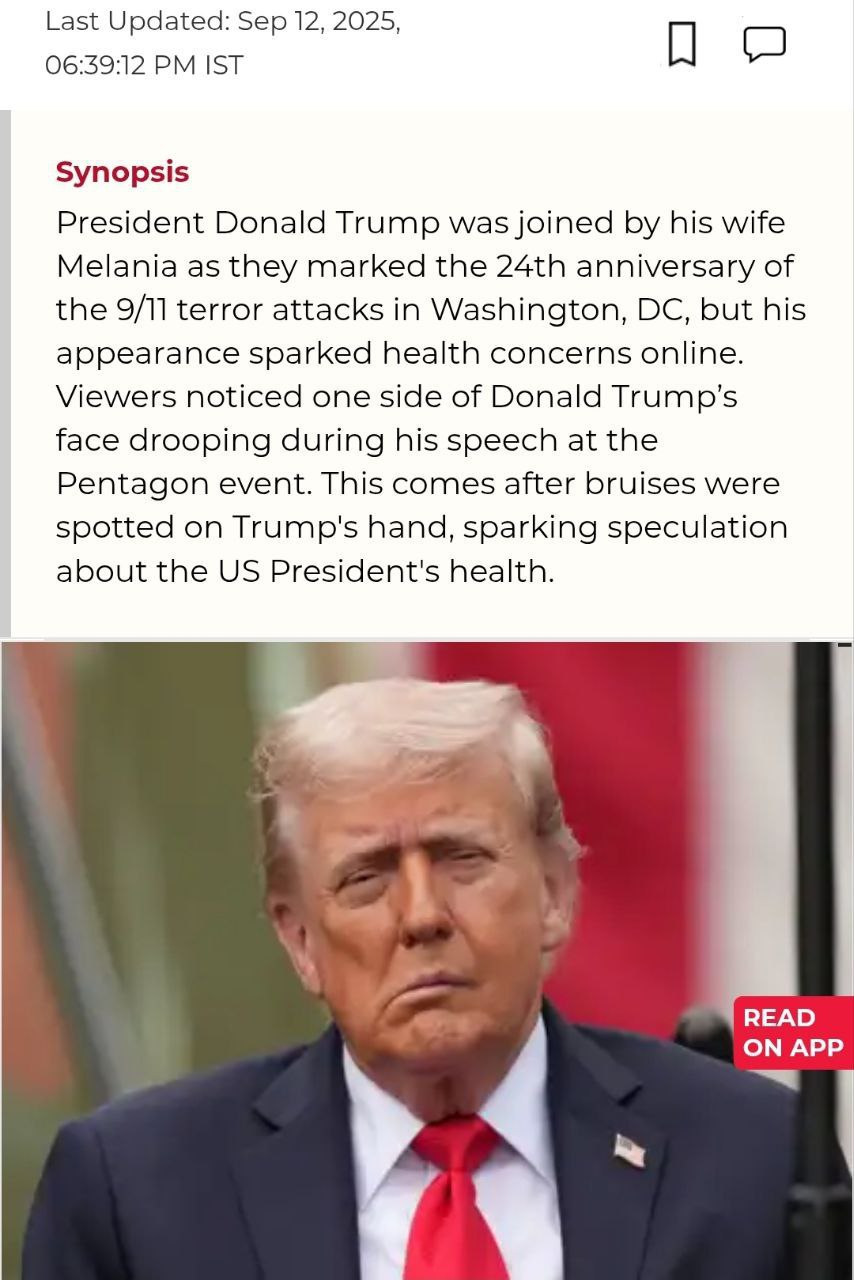 Last Updated: Sep 12, 2025,
06:39:12 PM IST
Synopsis
President Donald Trump was joined by his wife
Melania as they marked the 24th anniversary of
the 9/11 terror attacks in Washington, DC, but his
appearance sparked health concerns online.
Viewers noticed one side of Donald Trump’s
face drooping during his speech at the
Pentagon event. This comes after bruises were
spotted on Trump's hand, sparking speculation
about the US President's health.
READ
ON APP